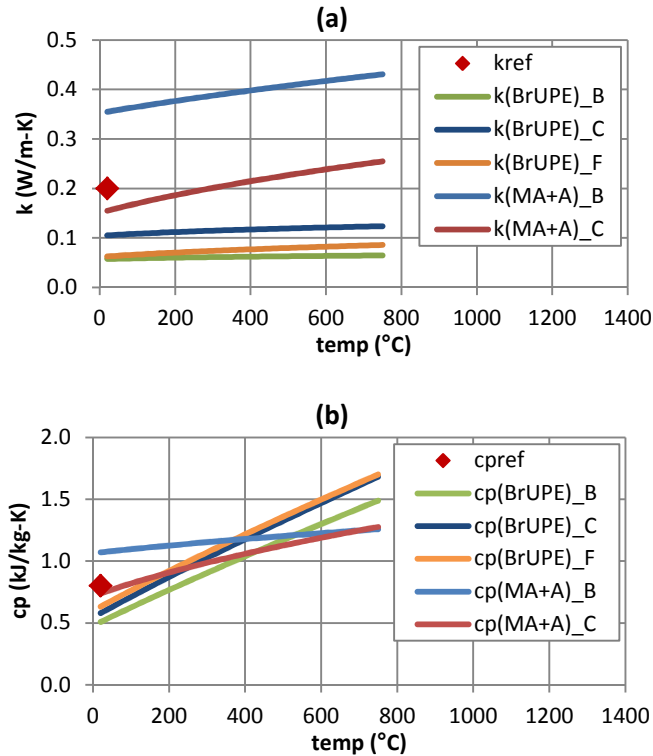 (a)
0.5
0.4
0.3
0.2
0.1
0.0
k (W/m-K)
kref
k(BrUPE)_B
k(BrUPE)_C
k(BrUPE)_F
k(MA+A)_B
k(MA+A)_C
0 200 400 600 800 1000 1200 1400
temp (°C)
(b)
2.0
1.5
1.0
0.5
0.0
cp (kJ/kg-K)
cpref
cp(BrUPE)_B
cp(BrUPE)_C
cp(BrUPE)_F
cp(MA+A)_B
cp(MA+A)_C
0 200 400 600 800 1000 1200 1400
temp (°C)